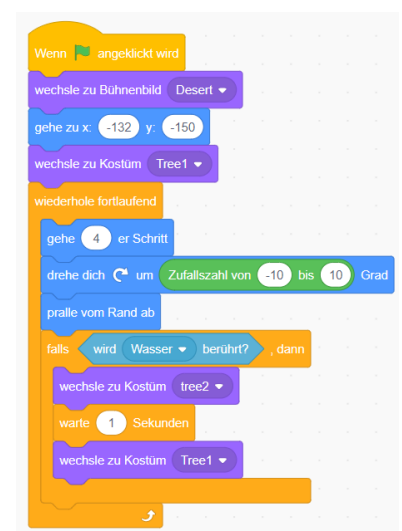 Wenn angeklickt wird
wechsle zu Bühnenbild Desert
gehe zu x: -132 y: -150
wechsle zu Kostüm Tree1
wiederhole fortlaufend
gehe 4 er Schritt
drehe dich um Zufallszahl von -10 bis 10 Grad
pralle vom Rand ab
falls wird Wasser berührt? , dann
wechsle zu Kostüm tree2
warte 1 Sekunden
wechsle zu Kostüm Tree1